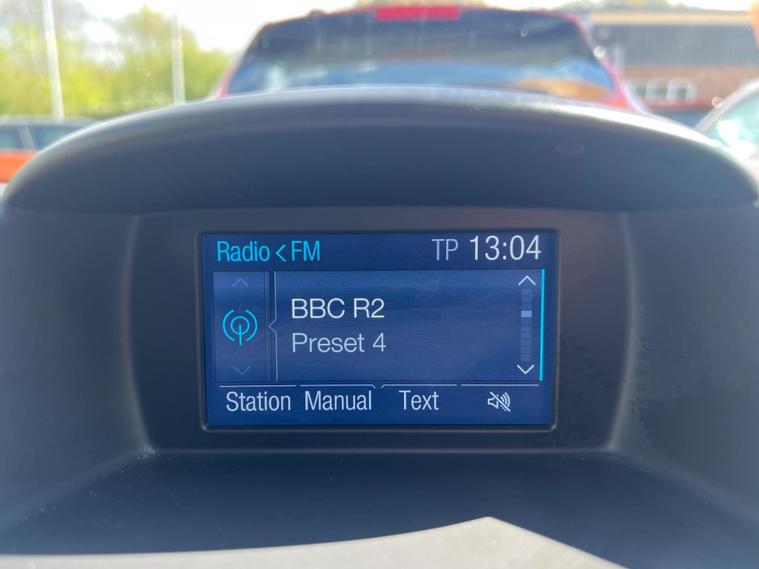 Radio < FM TP 13:04
BBC R2
Preset 4
Station Manual Text